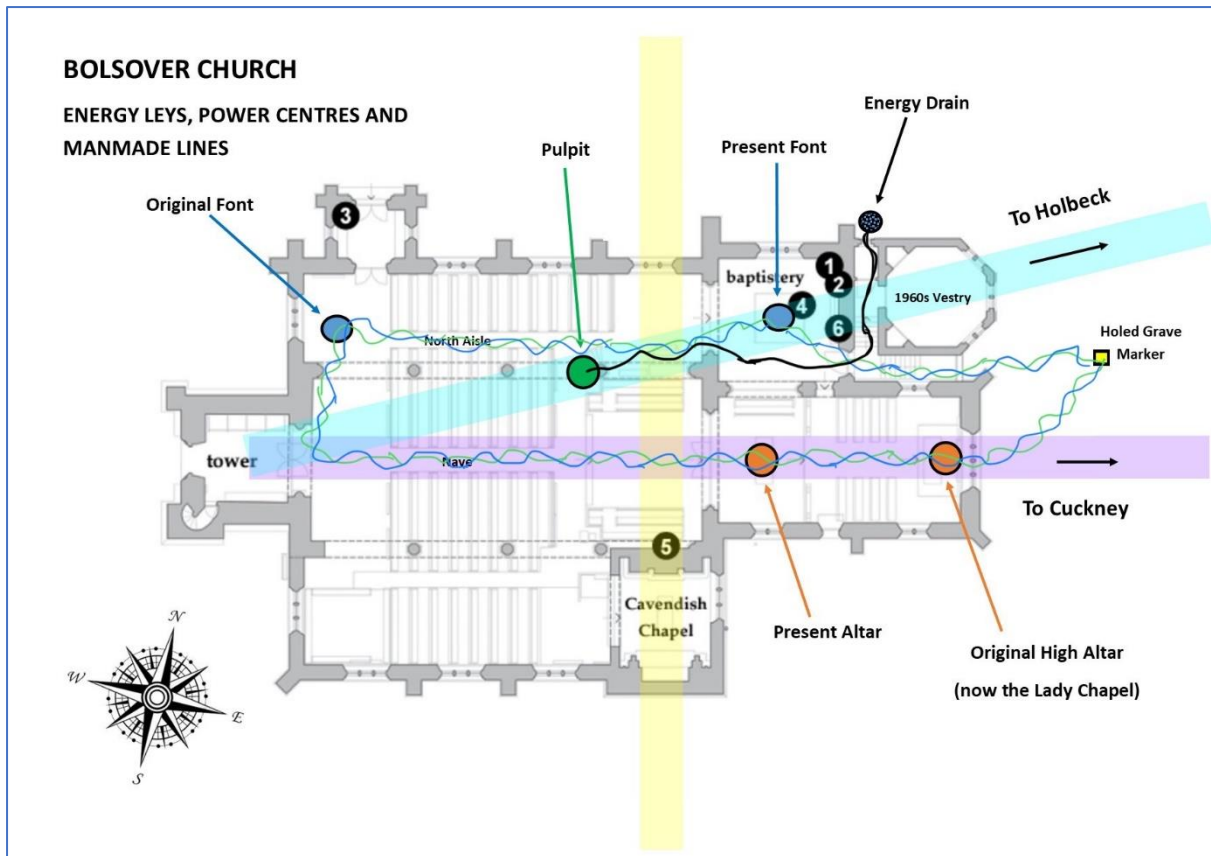 BOLSOVER CHURCH
ENERGY LEYS, POWER CENTRES AND
MANMADE LINES
Energy Drain
Present Font
Pulpit
Original Font
3
To Holbeck
1
baptistery
2
4
1960s Vestry
6
Holed Grave
Marker
North Aisle
tower
Nave
To Cuckney
5
Cavendish
Chapel
Present Altar
Original High Altar
(now the Lady Chapel)
N
W
E
S